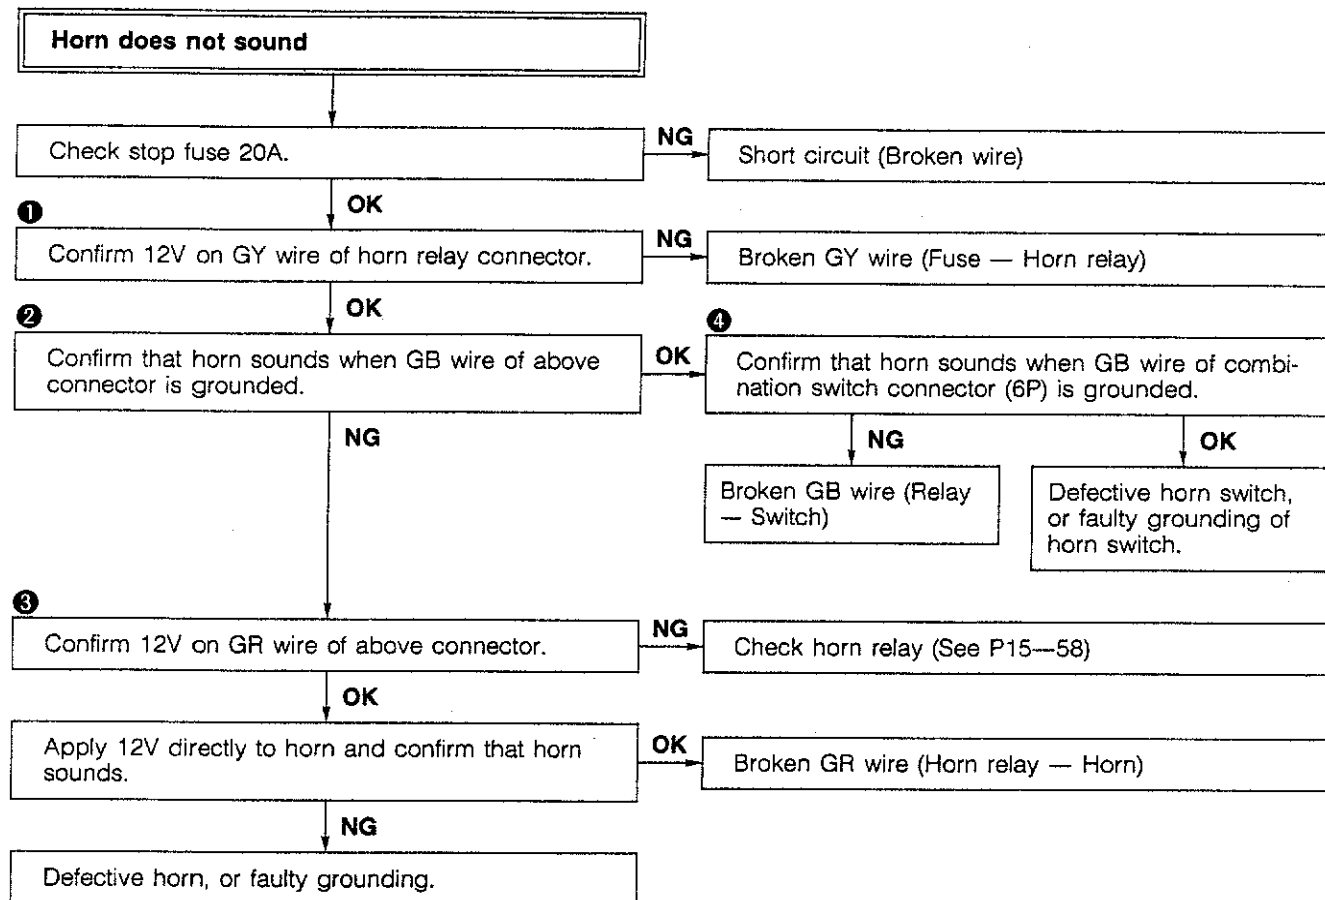 Horn does not sound
Check stop fuse 20A.
NG
Short circuit (Broken wire)
OK
❶
Confirm 12V on GY wire of horn relay connector.
NG
Broken GY wire (Fuse — Horn relay)
OK
❷
Confirm that horn sounds when GB wire of above
connector is grounded.
OK
❹
Confirm that horn sounds when GB wire of combi-
nation switch connector (6P) is grounded.
NG
NG
OK
Broken GB wire (Relay
— Switch)
Defective horn switch,
or faulty grounding of
horn switch.
❸
Confirm 12V on GR wire of above connector.
NG
Check horn relay (See P15—58)
OK
Apply 12V directly to horn and confirm that horn
sounds.
OK
Broken GR wire (Horn relay — Horn)
NG
Defective horn, or faulty grounding.